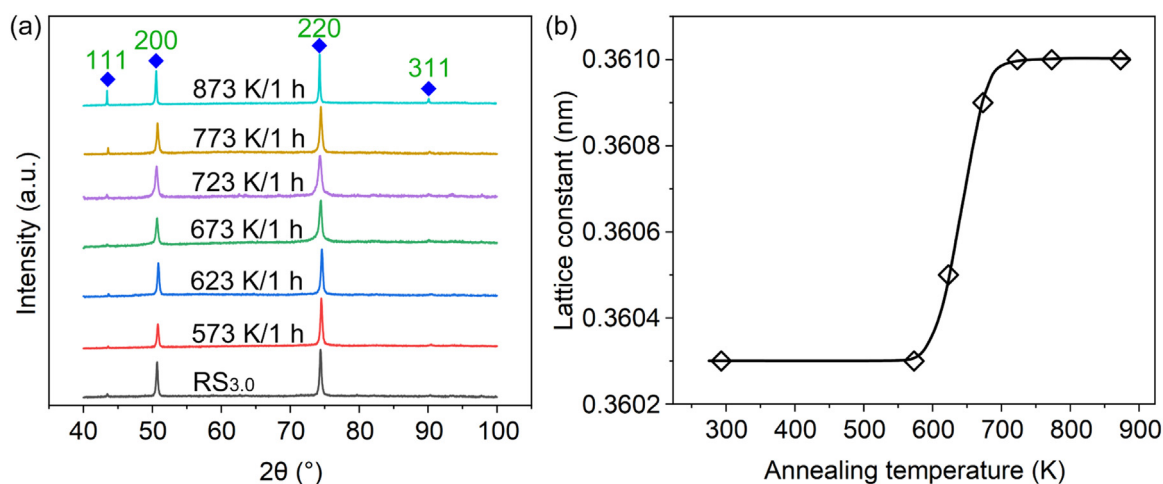 (a)
111
200
220
311
873 K/1 h
773 K/1 h
723 K/1 h
673 K/1 h
623 K/1 h
573 K/1 h
RS3.0
Intensity (a.u.)
40 50 60 70 80 90 100
2θ (°)
(b)
0.3610
0.3608
0.3606
0.3604
0.3602
Lattice constant (nm)
300 400 500 600 700 800 900
Annealing temperature (K)